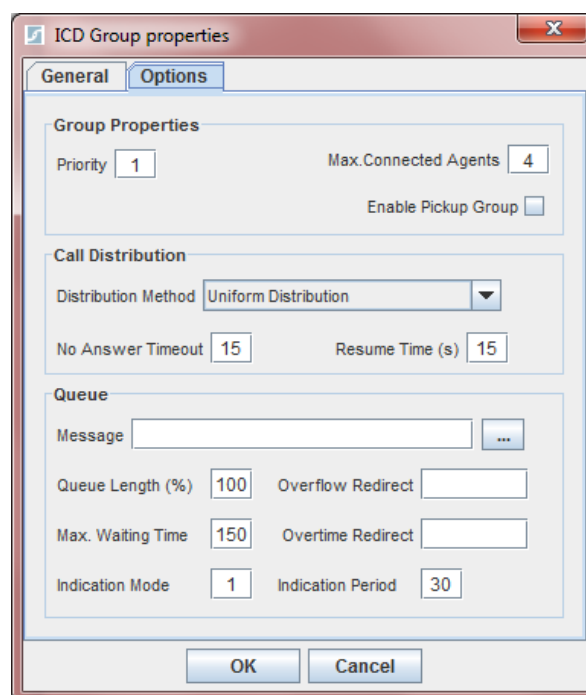 ICD Group properties
General Options
Group Properties
Priority 1 Max.Connected Agents 4
Enable Pickup Group
Call Distribution
Distribution Method Uniform Distribution
No Answer Timeout 15 Resume Time (s) 15
Queue
Message ...
Queue Length (%) 100 Overflow Redirect
Max. Waiting Time 150 Overtime Redirect
Indication Mode 1 Indication Period 30
OK Cancel